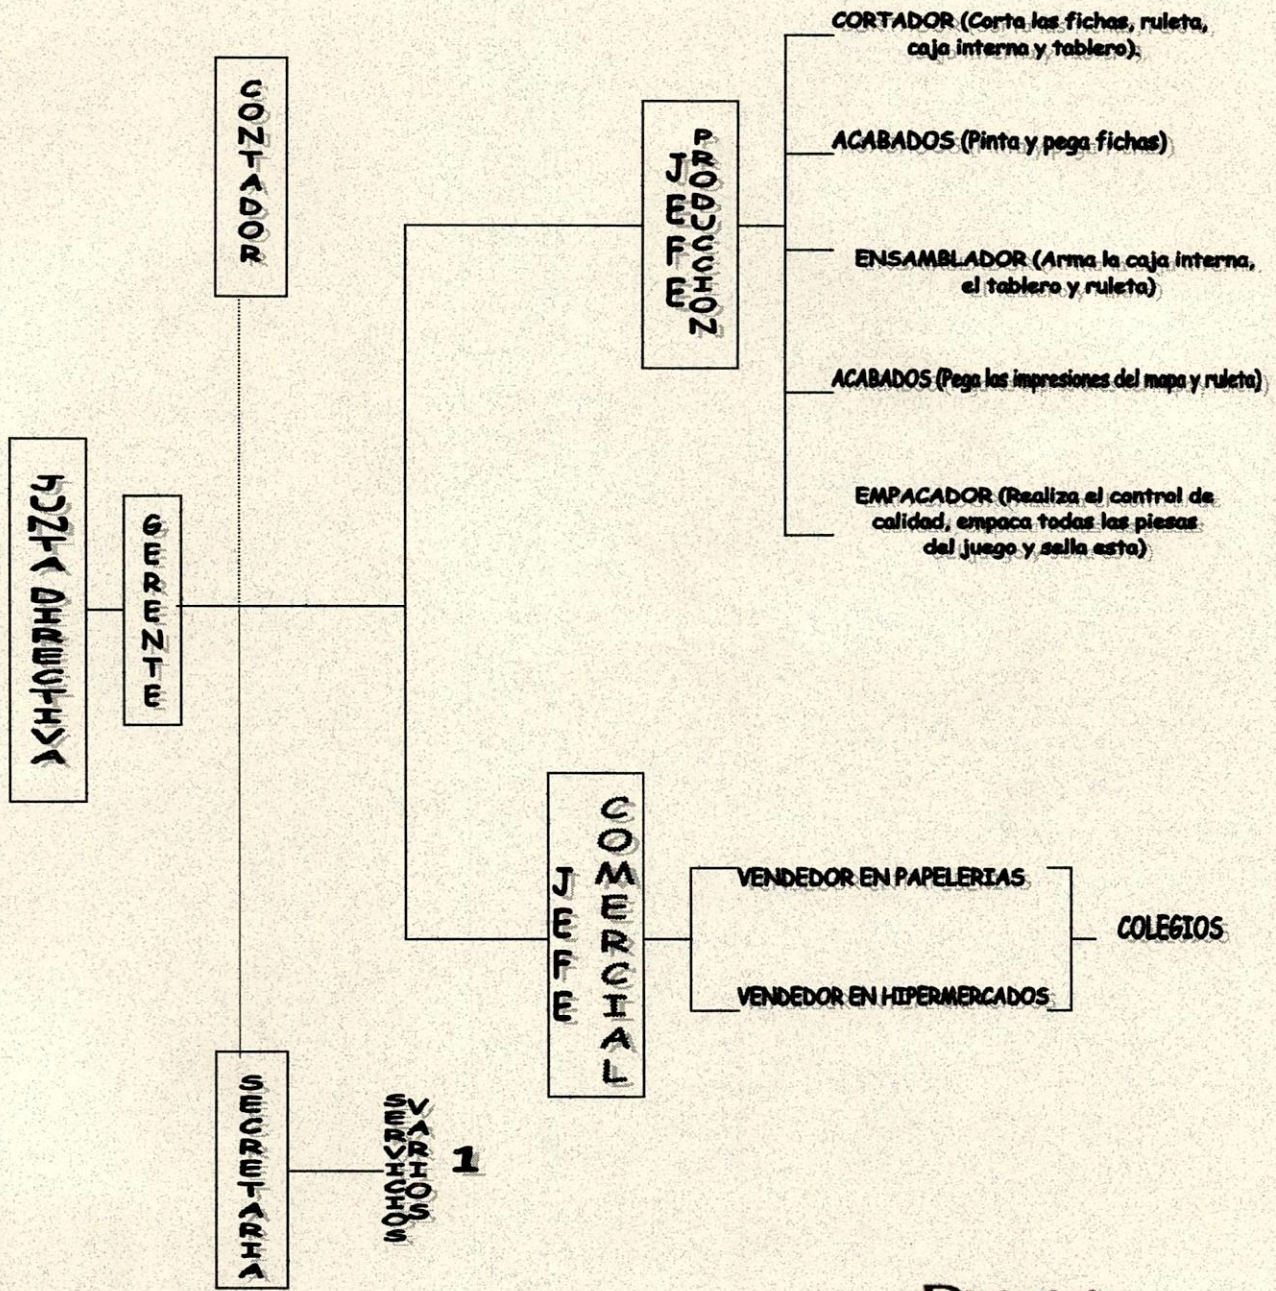 JUNTA DIRECTIVA
GERENTE
CONTADOR
SECRETARIA
SERVICIOS
VARIOS
1
JEFE
PRODUCCION
CORTADOR (Corta las fichas, ruleta,
caja interna y tablero).
ACABADOS (Pinta y pega fichas)
ENSAMBLADOR (Arma la caja interna,
el tablero y ruleta)
ACABADOS (Pega las impresiones del mapa y ruleta)
EMPACADOR (Realiza el control de
calidad, empaca todas las piesas
del juego y sella esta)
JEFE
COMERCIAL
VENDEDOR EN PAPELERIAS
VENDEDOR EN HIPERMERCADOS
COLEGIOS